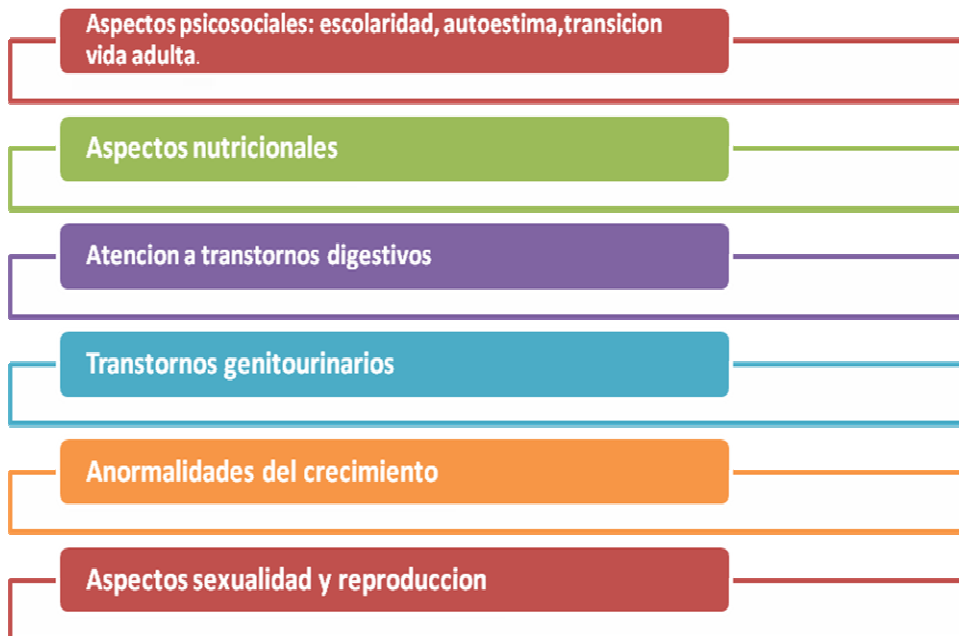 Aspectos psicosociales: escolaridad, autoestima,transicion
vida adulta.
Aspectos nutricionales
Atencion a transtornos digestivos
Transtornos genitourinarios
Anormalidades del crecimiento
Aspectos sexualidad y reproduccion